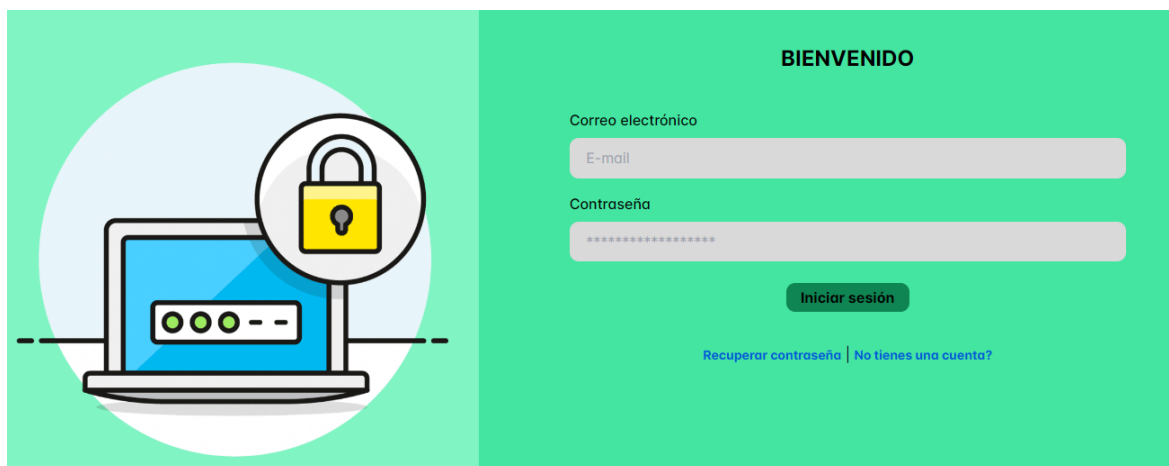 BIENVENIDO
Correo electrónico
E-mail
Contraseña
******************
Iniciar sesión
Recuperar contraseña | No tienes una cuenta?